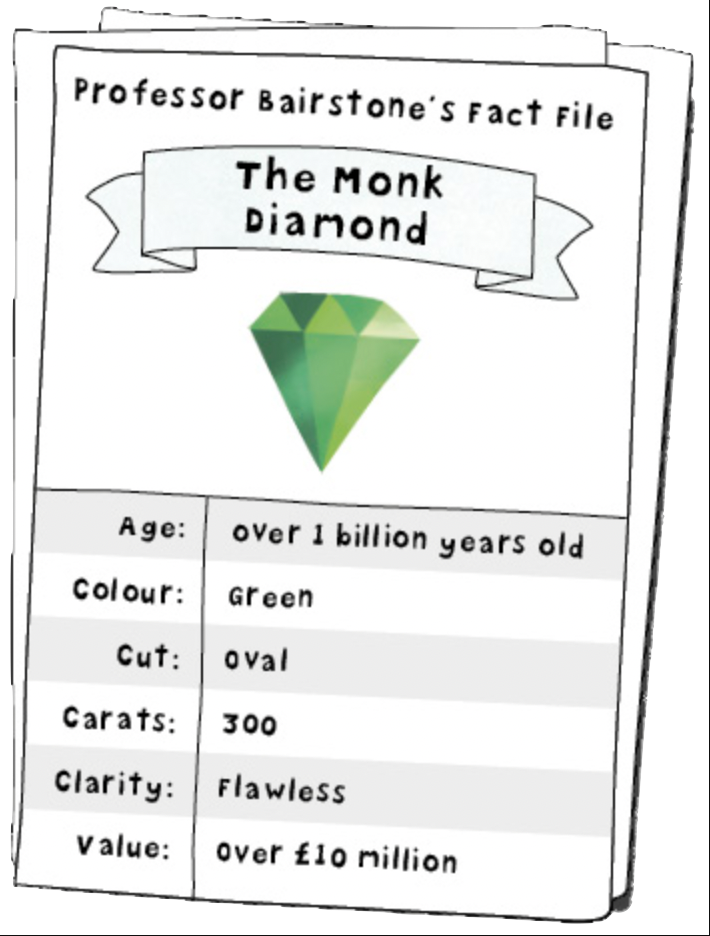 Professor Bairstone's Fact File
The Monk
Diamond
Age: over 1 billion years old
Colour: Green
Cut: Oval
Carats: 300
Clarity: Flawless
Value: Over £10 million